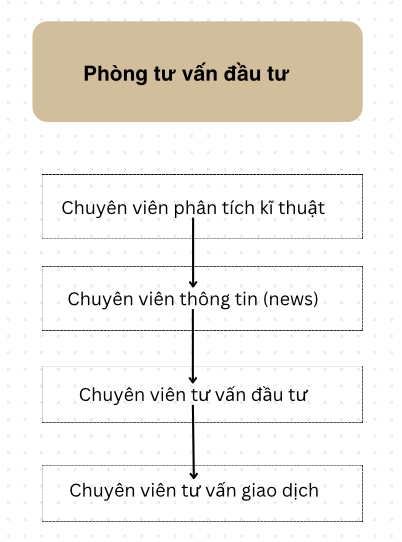 Phòng tư vấn đầu tư
Chuyên viên phân tích kĩ thuật
Chuyên viên thông tin (news)
Chuyên viên tư vấn đầu tư
Chuyên viên tư vấn giao dịch